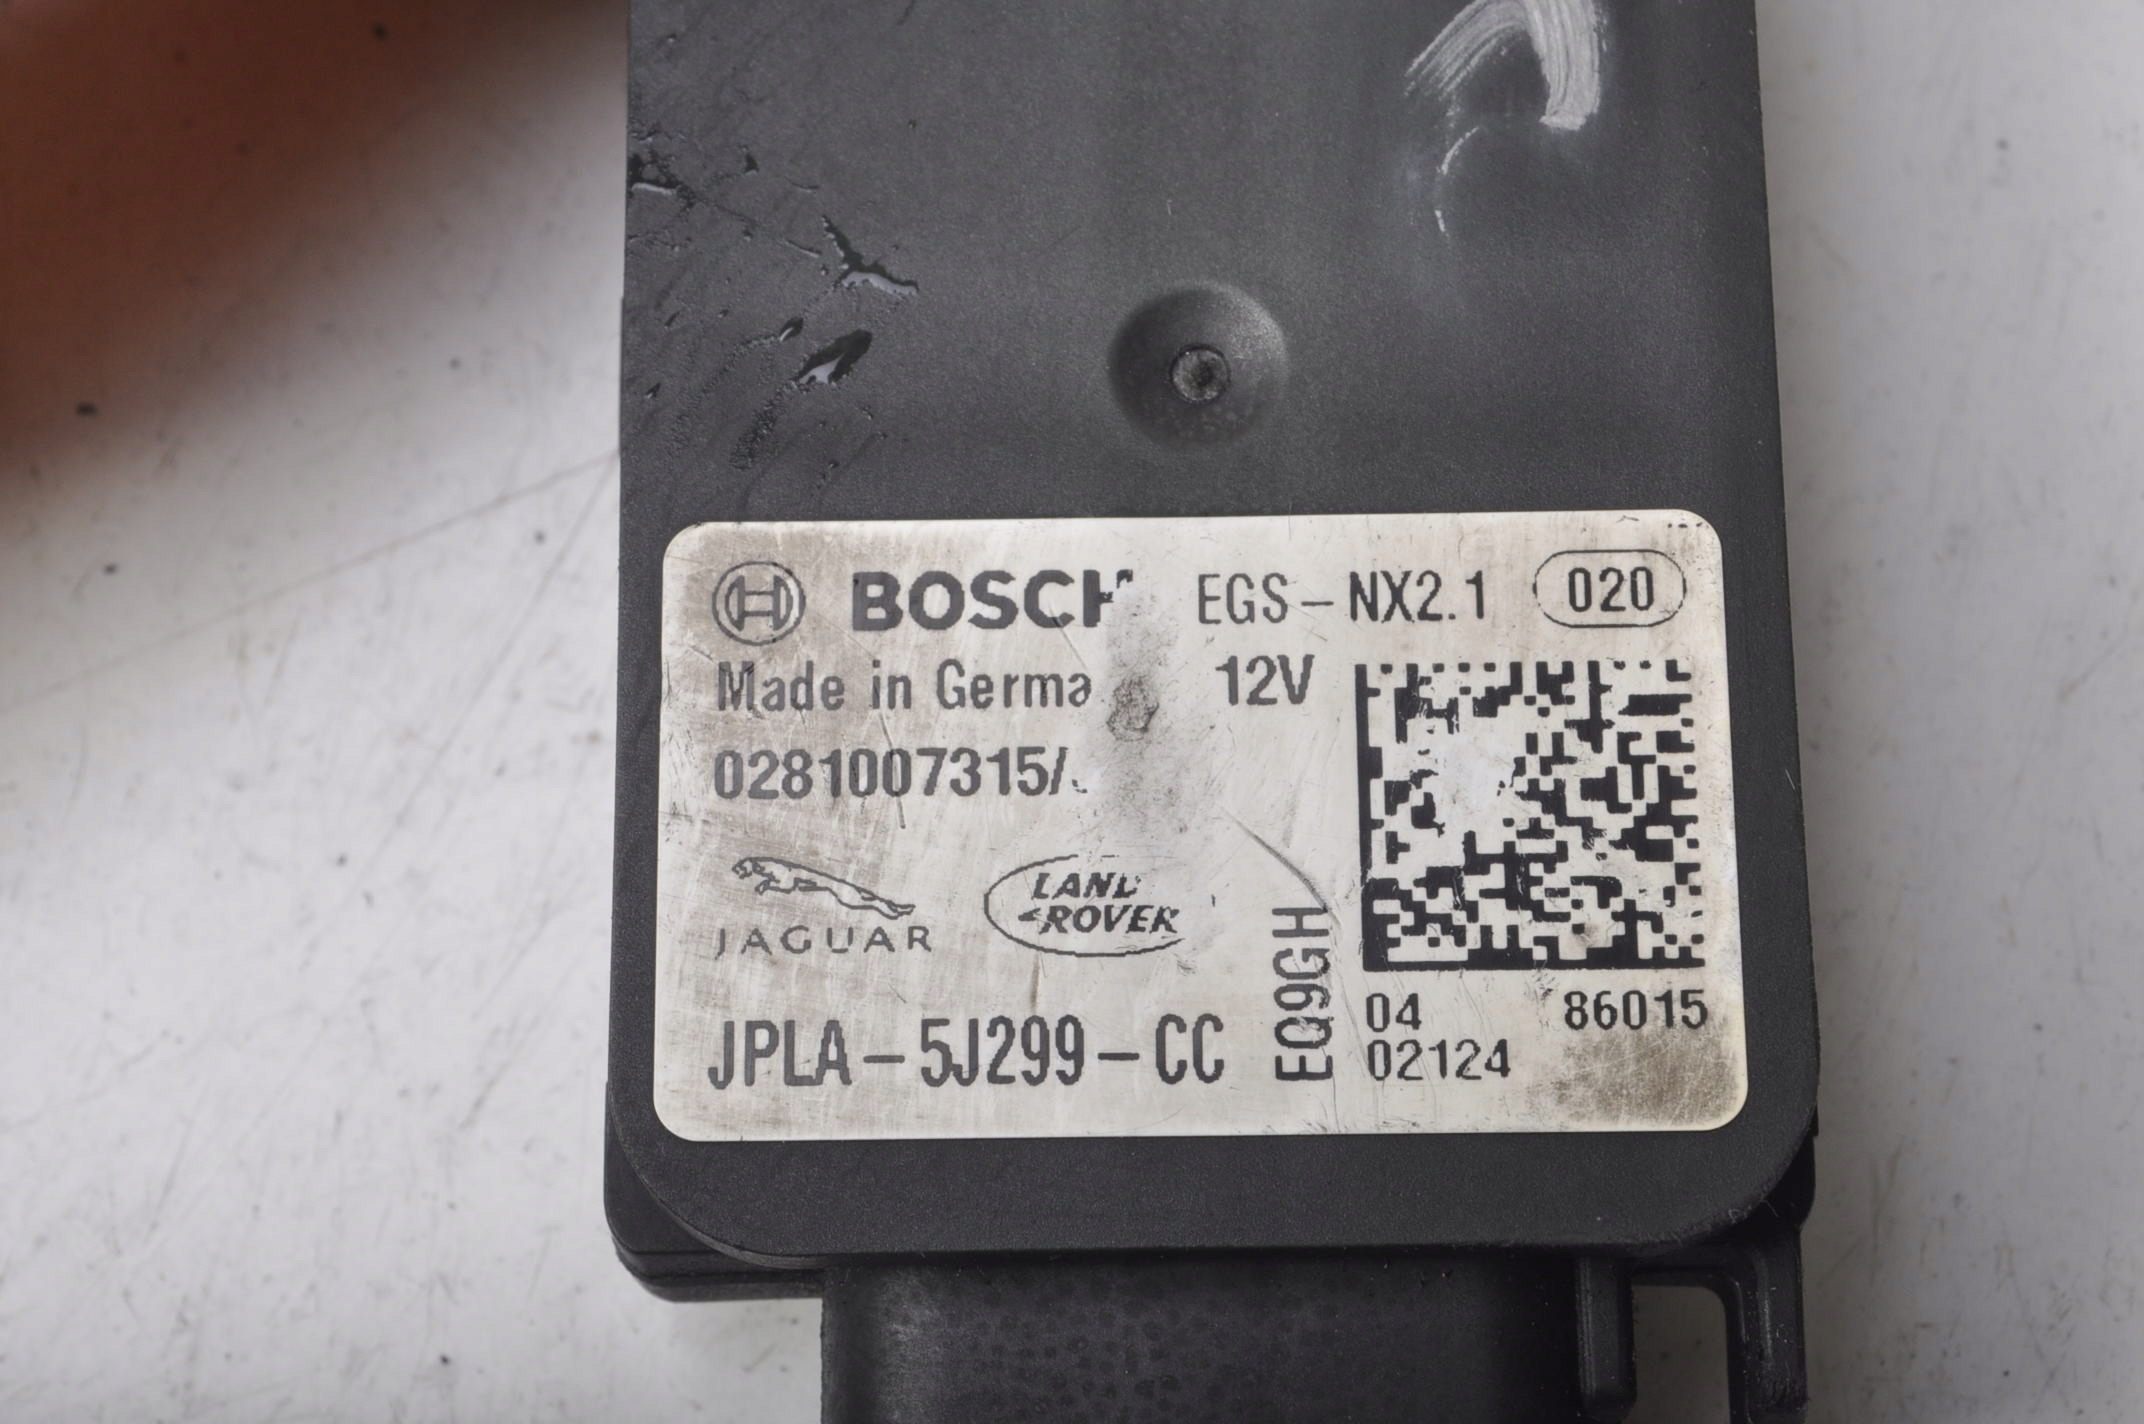 BOSCH EGS-NX2.1 020
Made in Germa 12V
0281007315/
JAGUAR
LAND
ROVER
JPLA-5J299-CC
EQ9GH
04 86015
02124